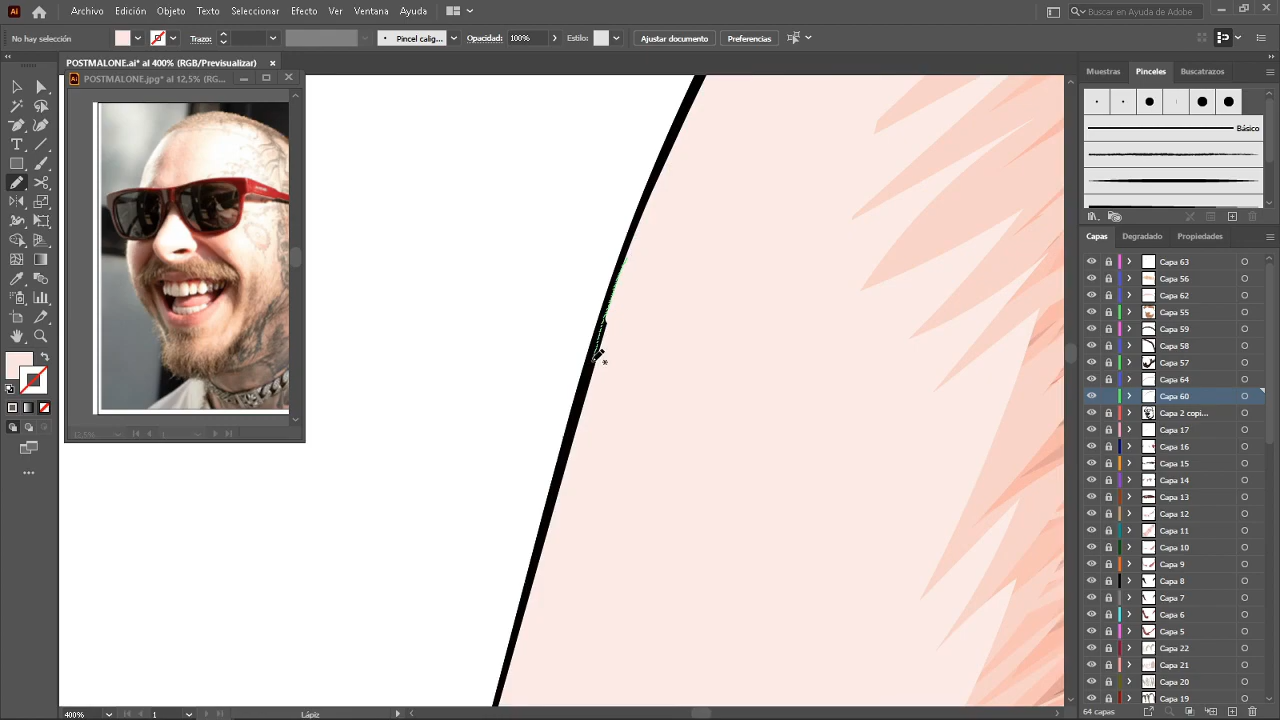 Ai
Archivo Edición Objeto Texto Seleccionar Efecto Ver Ventana Ayuda
Buscar en Ayuda de Adobe
No hay selección
Trazo:
Pincel calig...
Opacidad: 100%
Estilo:
Ajustar documento
Preferencias
POSTMALONE.ai* al 400% (RGB/Previsualizar)
Ai POSTMALONE.jpg* al 12,5% (RG...
Muestras Pinceles Buscatrazos
Básico
Capas Degradado Propiedades
Capa 63
Capa 56
Capa 62
Capa 55
Capa 59
Capa 58
Capa 57
Capa 64
Capa 60
Capa 2 copi...
Capa 17
Capa 16
Capa 15
Capa 14
Capa 13
Capa 12
Capa 11
Capa 10
Capa 9
Capa 8
Capa 7
Capa 6
Capa 5
Capa 22
Capa 21
Capa 20
Capa 19
12,5% 1
400% 1 Lápiz
64 capas